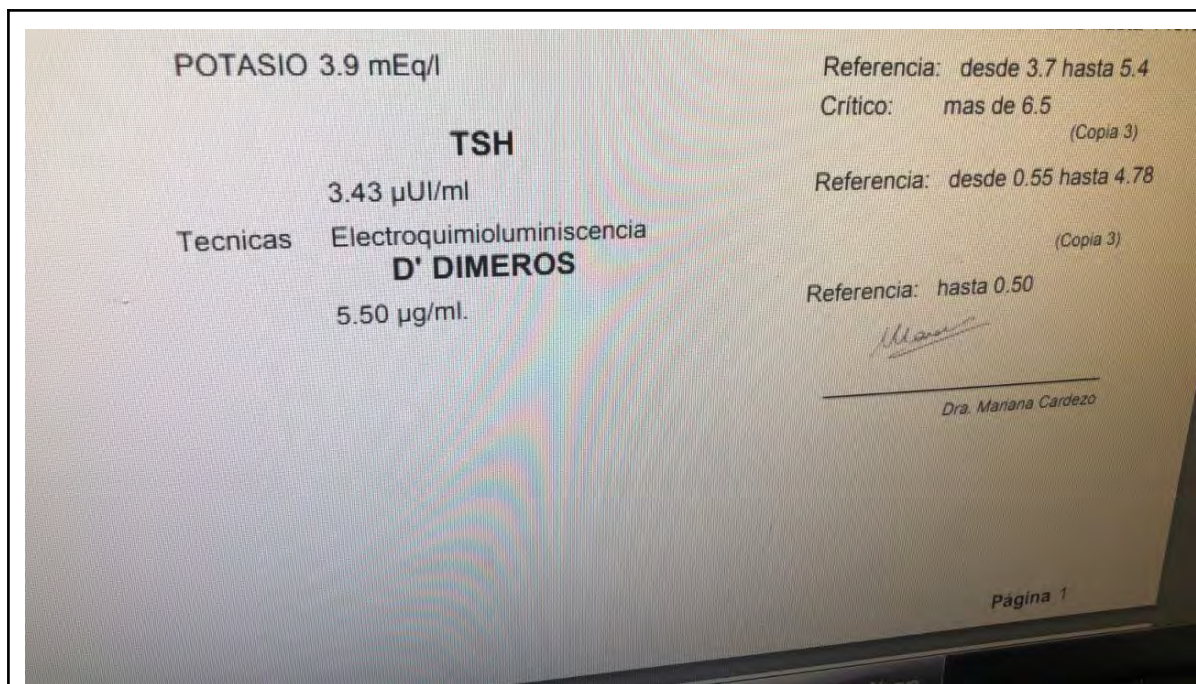 POTASIO 3.9 mEq/l
Referencia: desde 3.7 hasta 5.4
Crítico: mas de 6.5
(Copia 3)
TSH
3.43 µUI/ml
Referencia: desde 0.55 hasta 4.78
Tecnicas Electroquimioluminiscencia
(Copia 3)
D' DIMEROS
5.50 µg/ml.
Referencia: hasta 0.50
Dra. Mariana Cardezo
Página 1